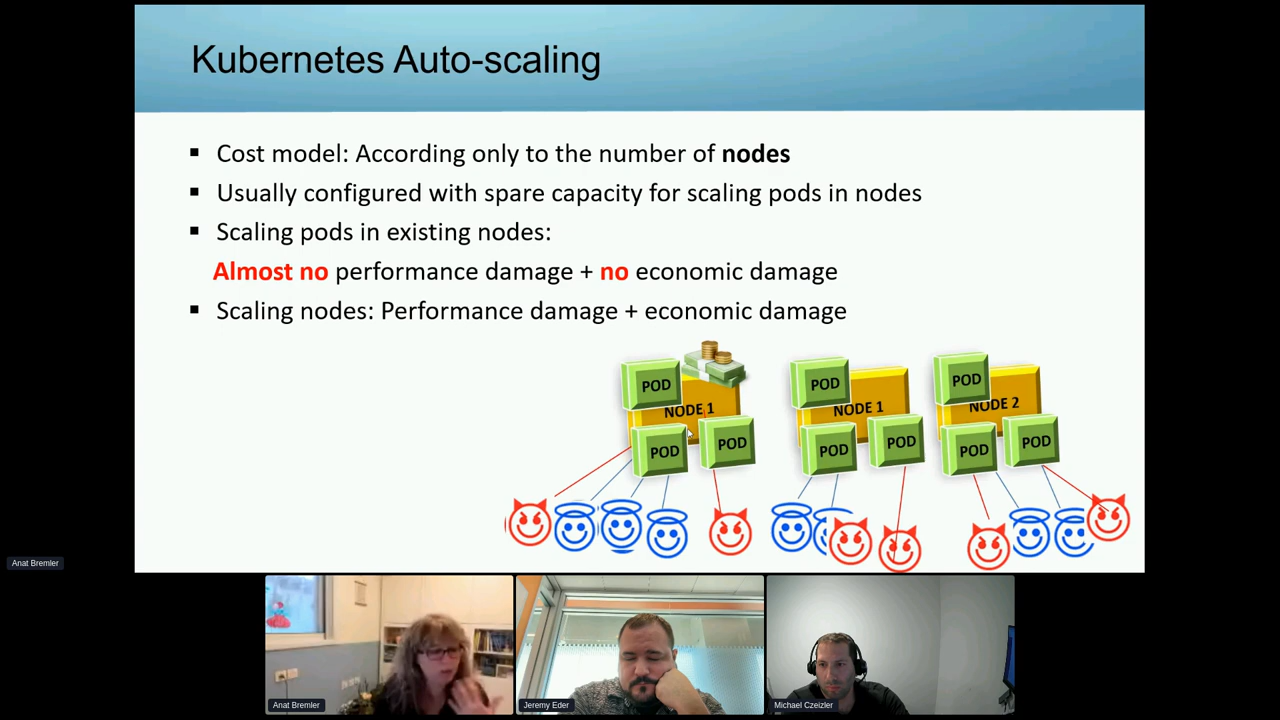 Kubernetes Auto-scaling
Cost model: According only to the number of nodes
Usually configured with spare capacity for scaling pods in nodes
Scaling pods in existing nodes:
Almost no performance damage + no economic damage
Scaling nodes: Performance damage + economic damage
POD
NODE 1
POD
POD
POD
NODE 1
POD
POD
POD
NODE 2
POD
POD
Anat Bremler
Anat Bremler
Jeremy Eder
Michael Czeizler